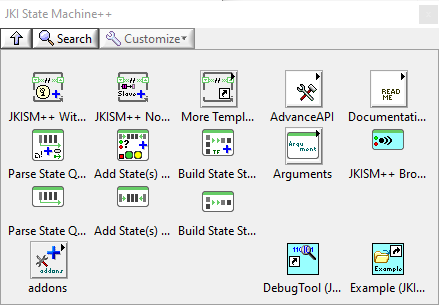 JKI State Machine++
Search Customize
JKISM++ Wit... JKISM++ No... More Templ... AdvanceAPI Documentati...
Slave
READ ME
Parse State Q... Add State(s) ... Build State St... Arguments JKISM++ Bro...
TF
Argu
ment
Parse State Q... Add State(s) ... Build State St...
addons DebugTool (J... Example (JKI...
addons
Example